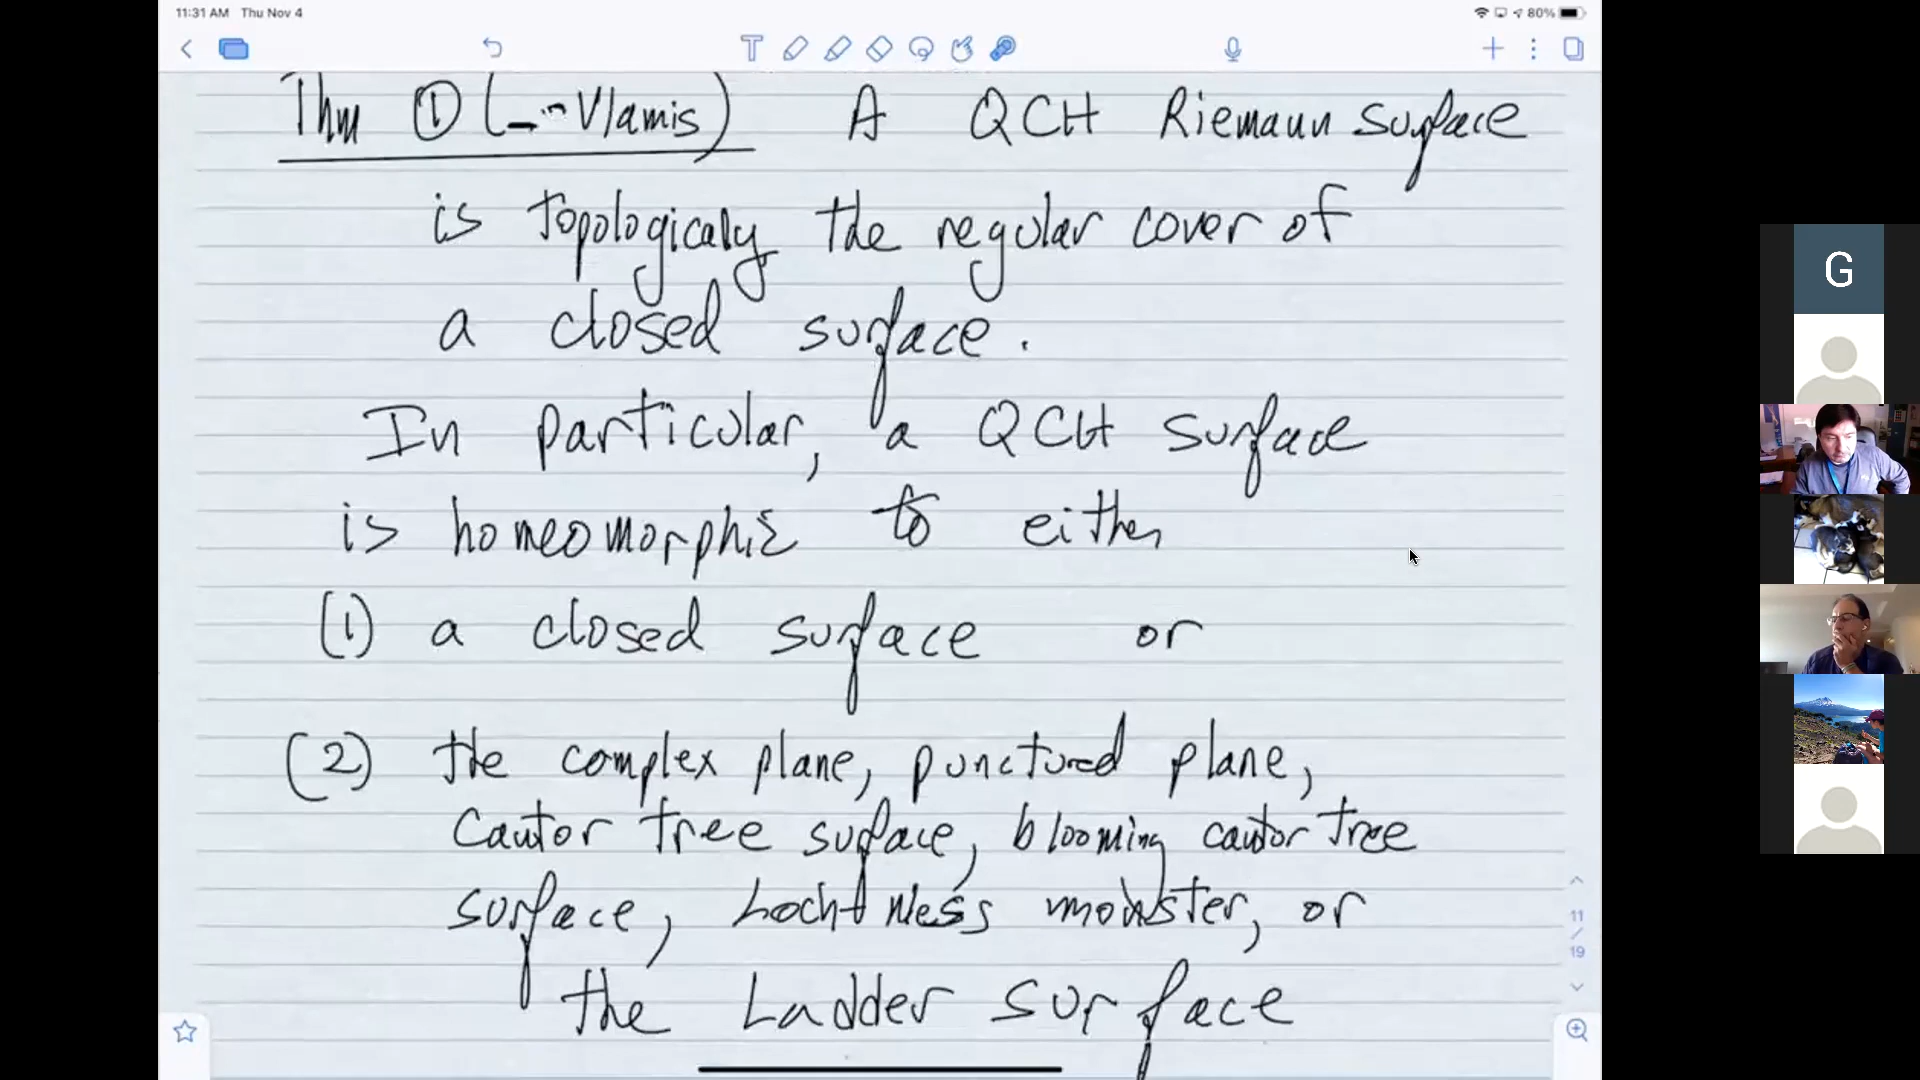 11:31 AM Thu Nov 4
80%
Thm ① (_ - Vlamis) A QCH Riemann surface
is topologicaly the regular cover of
a closed surface.
In particular, a QCH surface
is homeomorphic to either
(1) a closed surface or
(2) the complex plane, punctured plane,
Cantor tree surface, blooming cantor tree
surface, Loch Ness monster, or
the Ladder surface
11
/
19
G